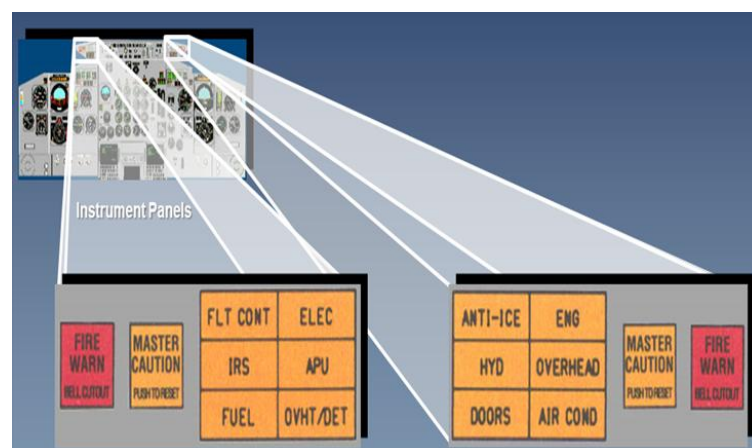 Instrument Panels
FIRE
WARN
BELL CUTOUT
MASTER
CAUTION
PUSH TO RESET
FLT CONT
ELEC
IRS
APU
FUEL
OVHT/DET
ANTI-ICE
ENG
HYD
OVERHEAD
DOORS
AIR COND
MASTER
CAUTION
PUSH TO RESET
FIRE
WARN
BELL CUTOUT